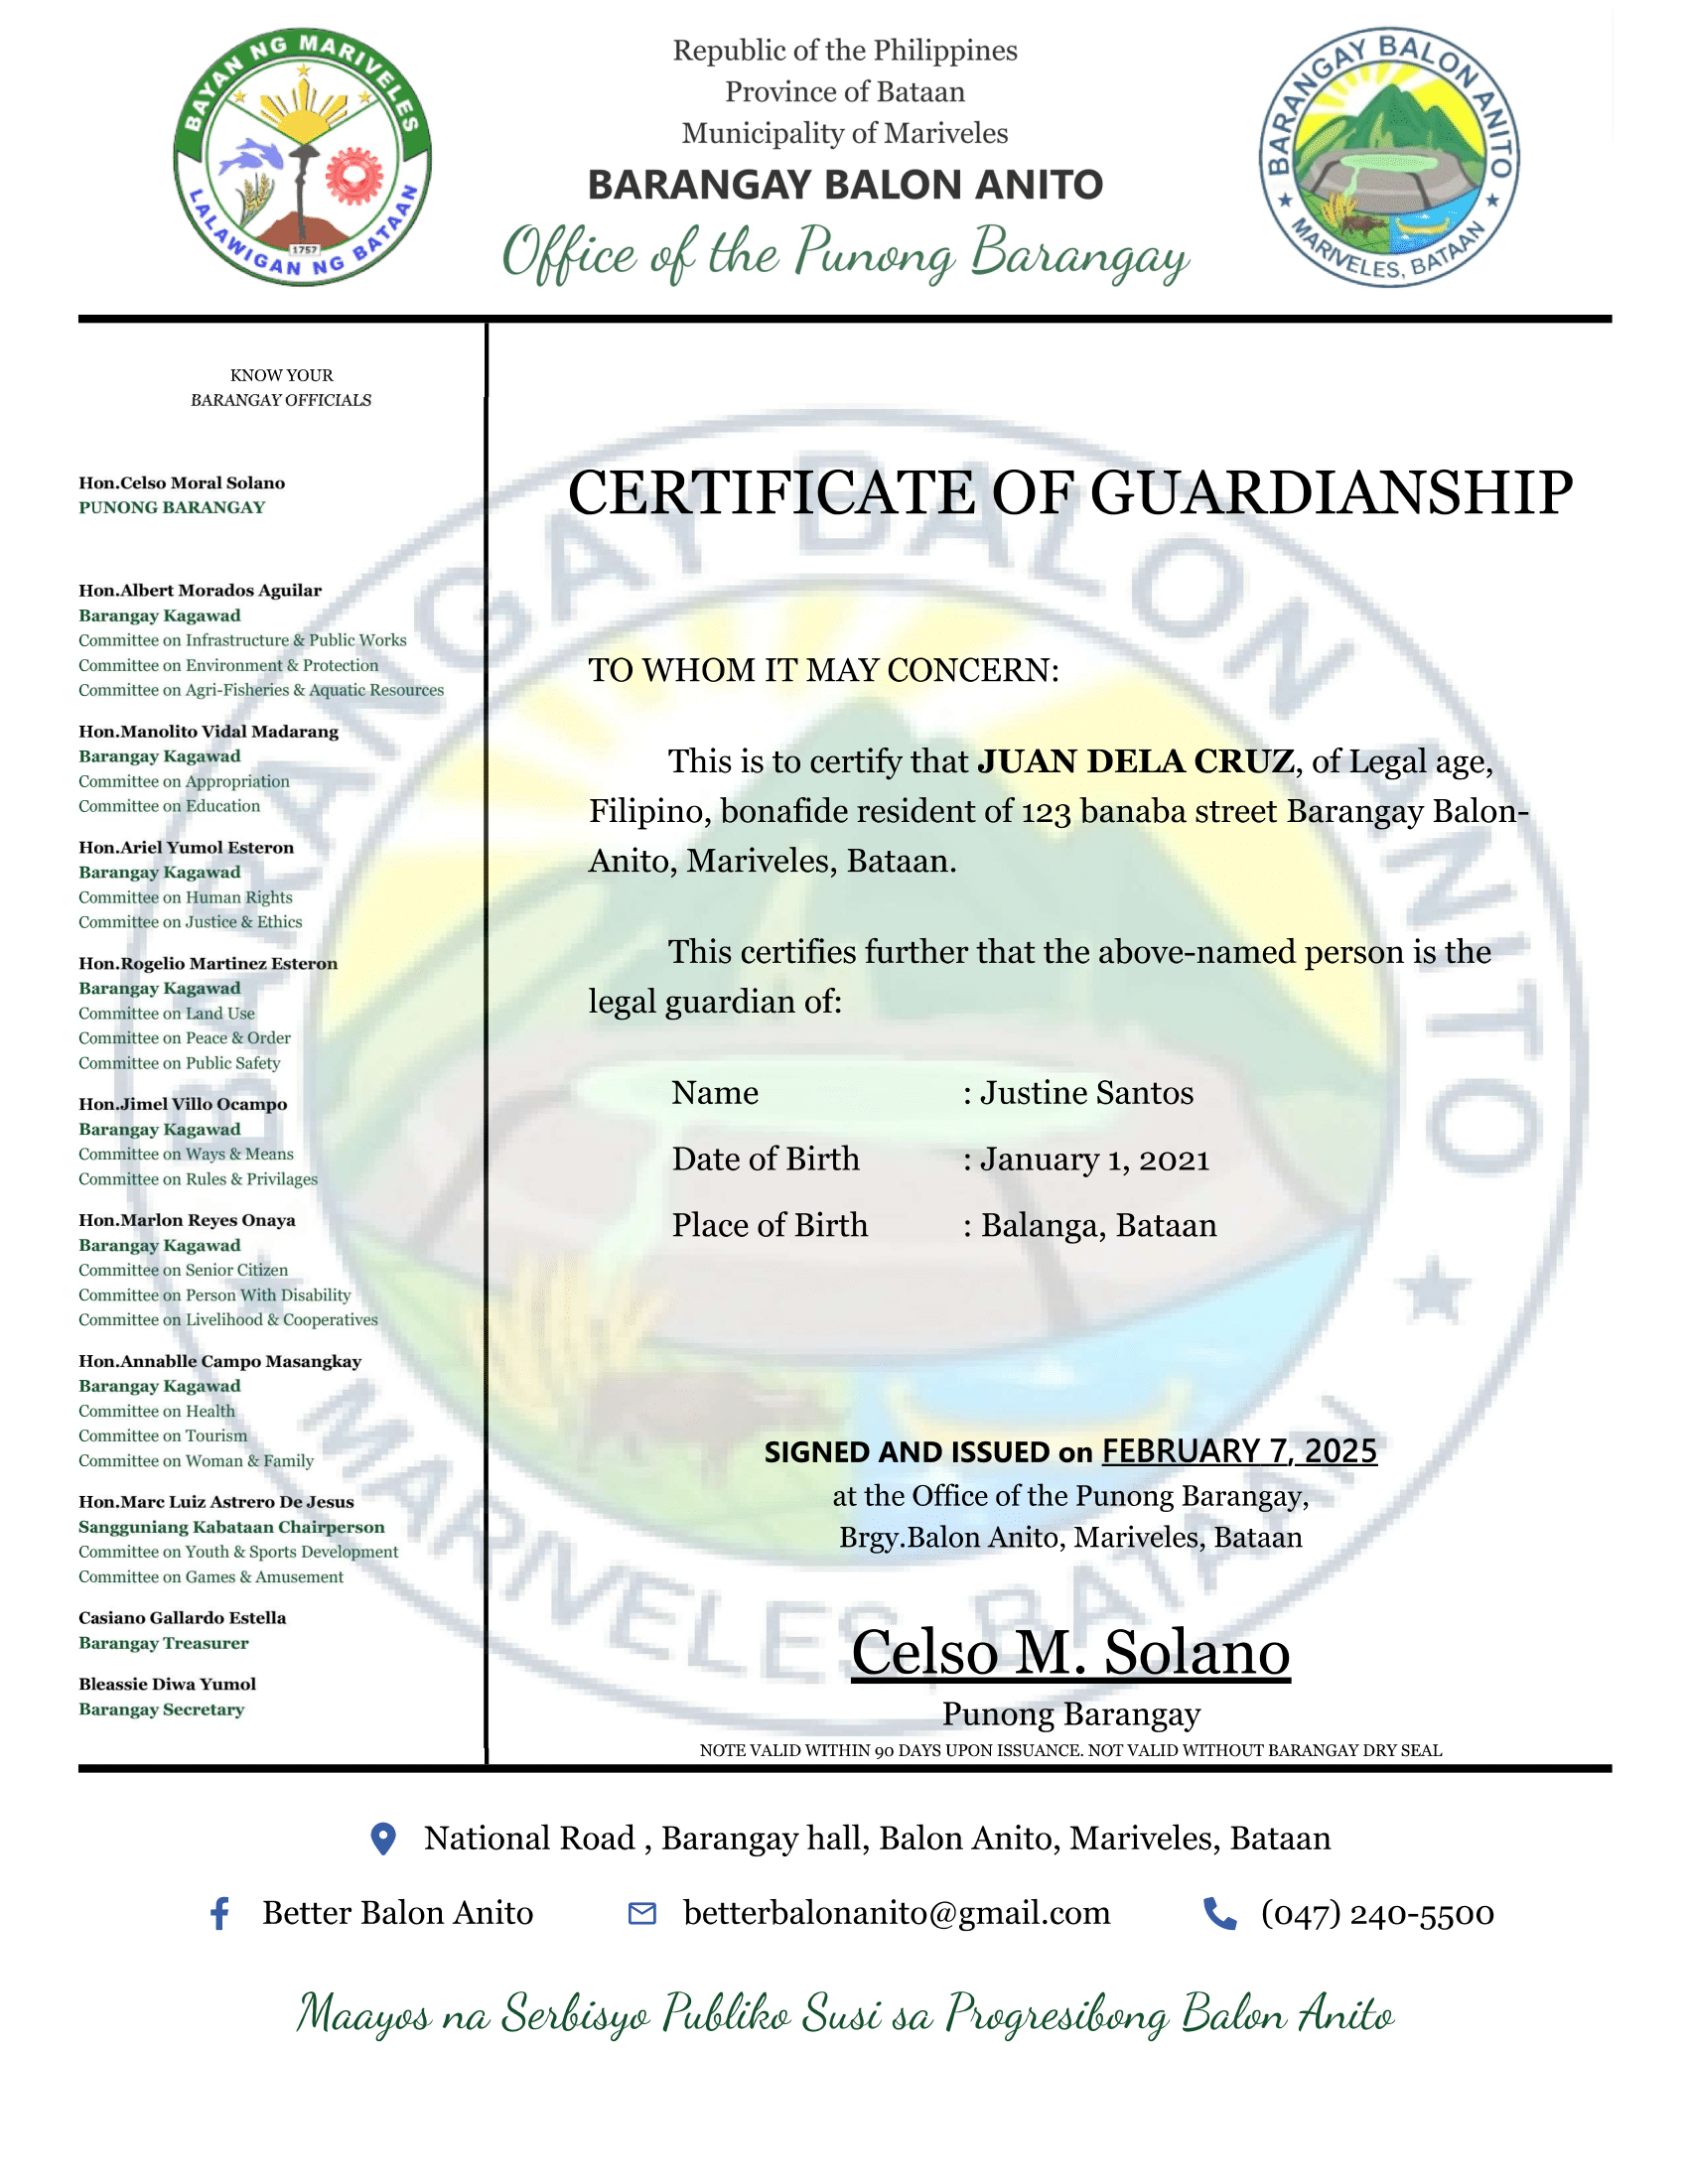 BAYAN NG MARIVELES
LALAWIGAN NG BATAAN
1757
Republic of the Philippines
Province of Bataan
Municipality of Mariveles
BARANGAY BALON ANITO
Office of the Punong Barangay
BARANGAY BALON ANITO
MARIVELES, BATAAN
KNOW YOUR
BARANGAY OFFICIALS
Hon.Celso Moral Solano
PUNONG BARANGAY
Hon.Albert Morados Aguilar
Barangay Kagawad
Committee on Infrastructure & Public Works
Committee on Environment & Protection
Committee on Agri-Fisheries & Aquatic Resources
Hon.Manolito Vidal Madarang
Barangay Kagawad
Committee on Appropriation
Committee on Education
Hon.Ariel Yumol Esteron
Barangay Kagawad
Committee on Human Rights
Committee on Justice & Ethics
Hon.Rogelio Martinez Esteron
Barangay Kagawad
Committee on Land Use
Committee on Peace & Order
Committee on Public Safety
Hon.Jimel Villo Ocampo
Barangay Kagawad
Committee on Ways & Means
Committee on Rules & Privilages
Hon.Marlon Reyes Onaya
Barangay Kagawad
Committee on Senior Citizen
Committee on Person With Disability
Committee on Livelihood & Cooperatives
Hon.Annablle Campo Masangkay
Barangay Kagawad
Committee on Health
Committee on Tourism
Committee on Woman & Family
Hon.Marc Luiz Astrero De Jesus
Sangguniang Kabataan Chairperson
Committee on Youth & Sports Development
Committee on Games & Amusement
Casiano Gallardo Estella
Barangay Treasurer
Bleassie Diwa Yumol
Barangay Secretary
BARANGAY BALON ANITO
MARIVELES, BATAAN
CERTIFICATE OF GUARDIANSHIP
TO WHOM IT MAY CONCERN:
This is to certify that JUAN DELA CRUZ, of Legal age,
Filipino, bonafide resident of 123 banaba street Barangay Balon-
Anito, Mariveles, Bataan.
This certifies further that the above-named person is the
legal guardian of:
Name : Justine Santos
Date of Birth : January 1, 2021
Place of Birth : Balanga, Bataan
SIGNED AND ISSUED on FEBRUARY 7, 2025
at the Office of the Punong Barangay,
Brgy.Balon Anito, Mariveles, Bataan
Celso M. Solano
Punong Barangay
NOTE VALID WITHIN 90 DAYS UPON ISSUANCE. NOT VALID WITHOUT BARANGAY DRY SEAL
National Road , Barangay hall, Balon Anito, Mariveles, Bataan
Better Balon Anito betterbalonanito@gmail.com (047) 240-5500
Maayos na Serbisyo Publiko Susi sa Progresibong Balon Anito